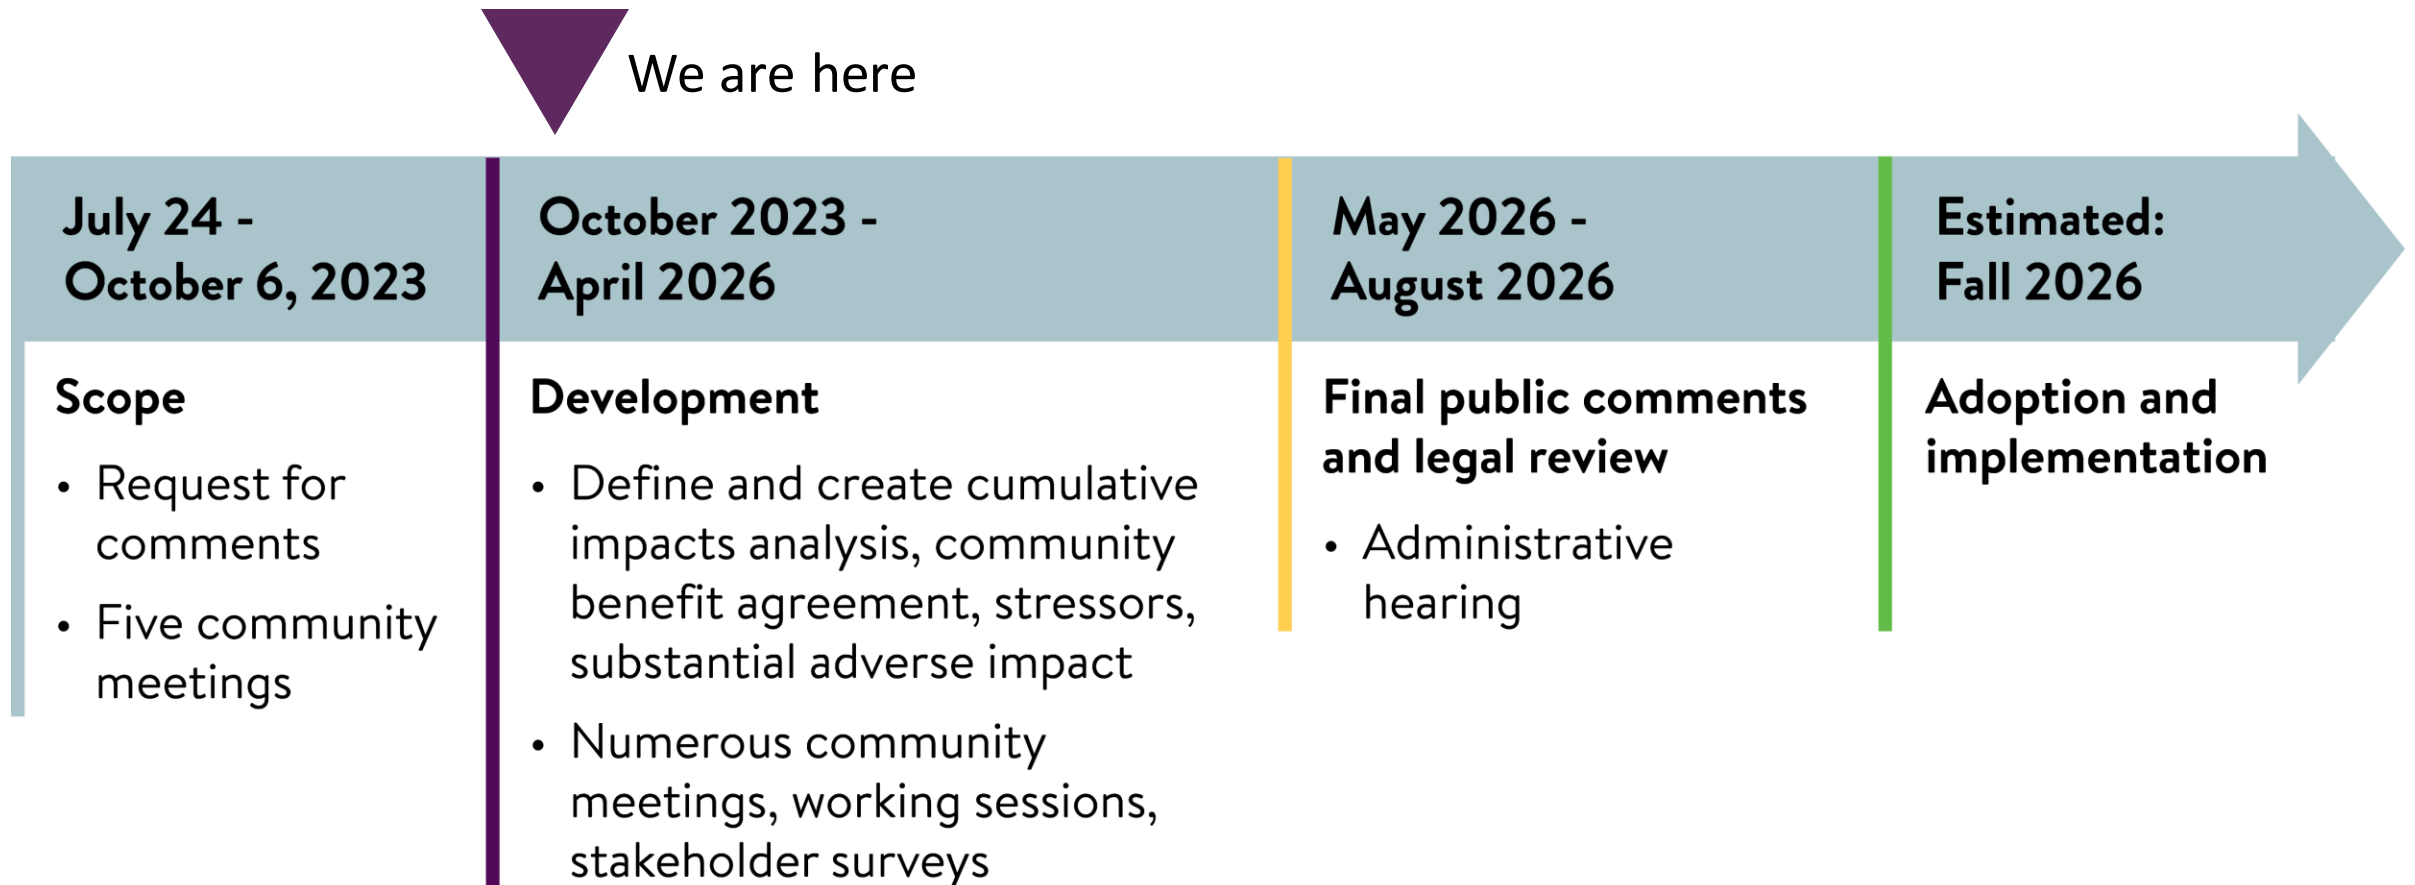 We are here
July 24 -
October 6, 2023
Scope
• Request for
comments
• Five community
meetings
October 2023 -
April 2026
Development
• Define and create cumulative
impacts analysis, community
benefit agreement, stressors,
substantial adverse impact
• Numerous community
meetings, working sessions,
stakeholder surveys
May 2026 -
August 2026
Final public comments
and legal review
• Administrative
hearing
Estimated:
Fall 2026
Adoption and
implementation